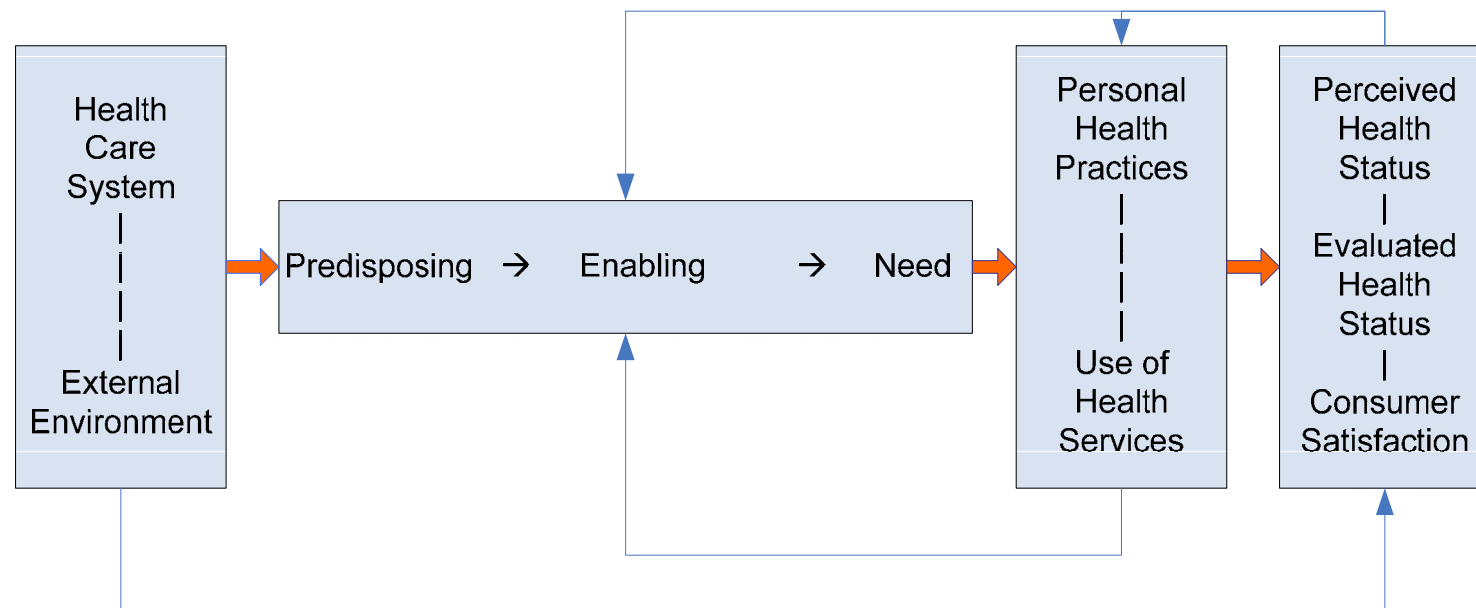 Health
Care
System
External
Environment
Predisposing → Enabling → Need
Personal
Health
Practices
Use of
Health
Services
Perceived
Health
Status
Evaluated
Health
Status
Consumer
Satisfaction